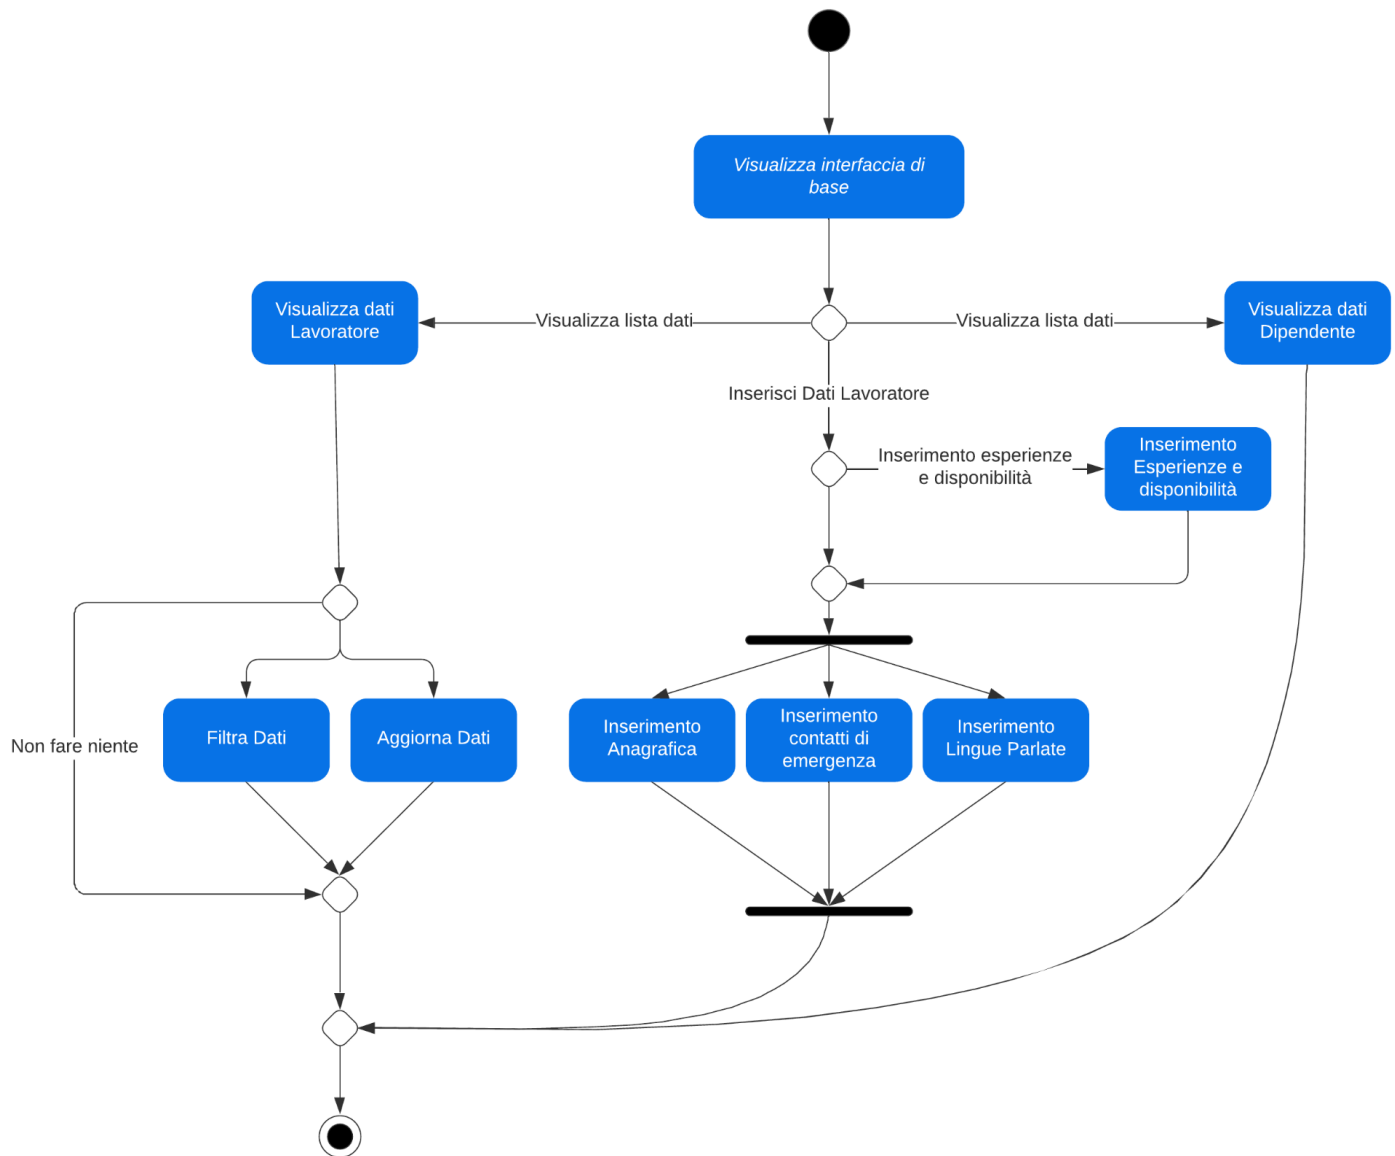 Visualizza interfaccia di
base
Visualizza dati
Lavoratore
Visualizza lista dati
Visualizza lista dati
Visualizza dati
Dipendente
Inserisci Dati Lavoratore
Inserimento esperienze
e disponibilità
Inserimento
Esperienze e
disponibilità
Non fare niente
Filtra Dati
Aggiorna Dati
Inserimento
Anagrafica
Inserimento
contatti di
emergenza
Inserimento
Lingue Parlate